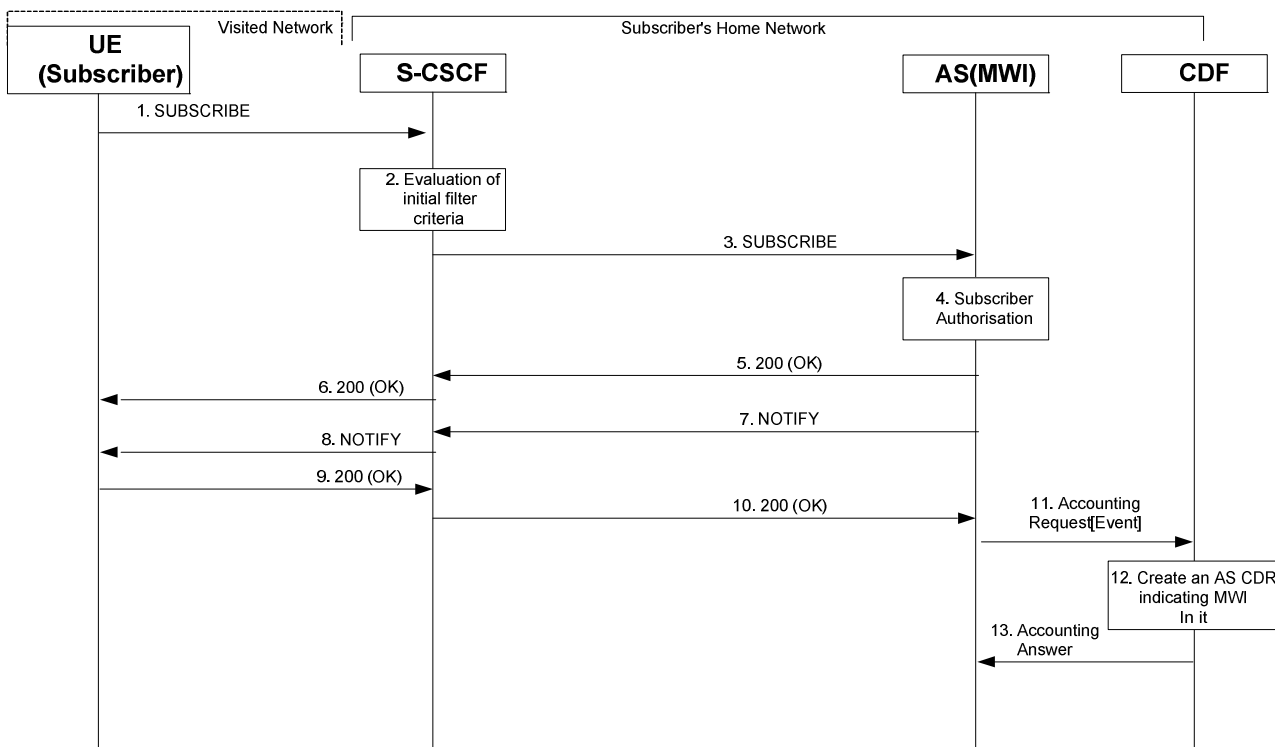 Visited Network
Subscriber's Home Network
UE
(Subscriber)
S-CSCF
AS(MWI)
CDF
1. SUBSCRIBE
2. Evaluation of
initial filter
criteria
3. SUBSCRIBE
4. Subscriber
Authorisation
5. 200 (OK)
6. 200 (OK)
7. NOTIFY
8. NOTIFY
9. 200 (OK)
10. 200 (OK)
11. Accounting
Request[Event]
12. Create an AS CDR
indicating MWI
In it
13. Accounting
Answer